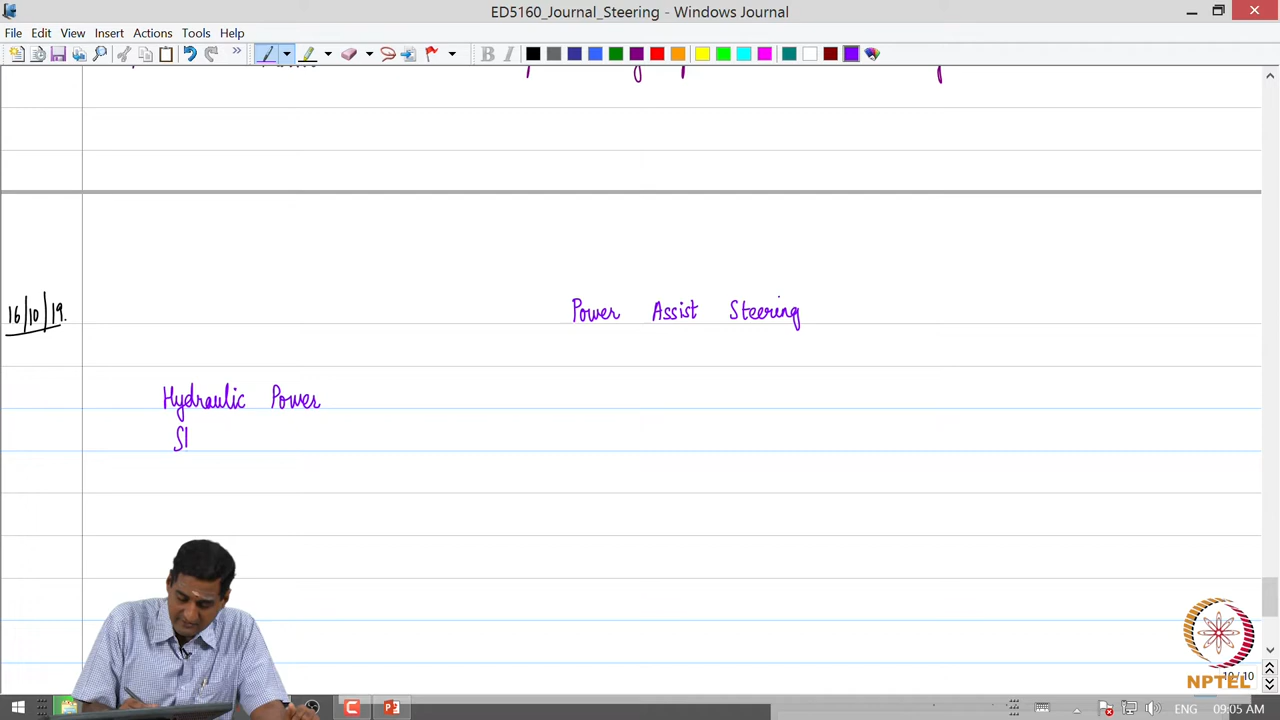 ED5160_Journal_Steering - Windows Journal
File Edit View Insert Actions Tools Help
16/10/19.
Power Assist Steering
Hydraulic Power
NPTEL
ENG 09:05 AM